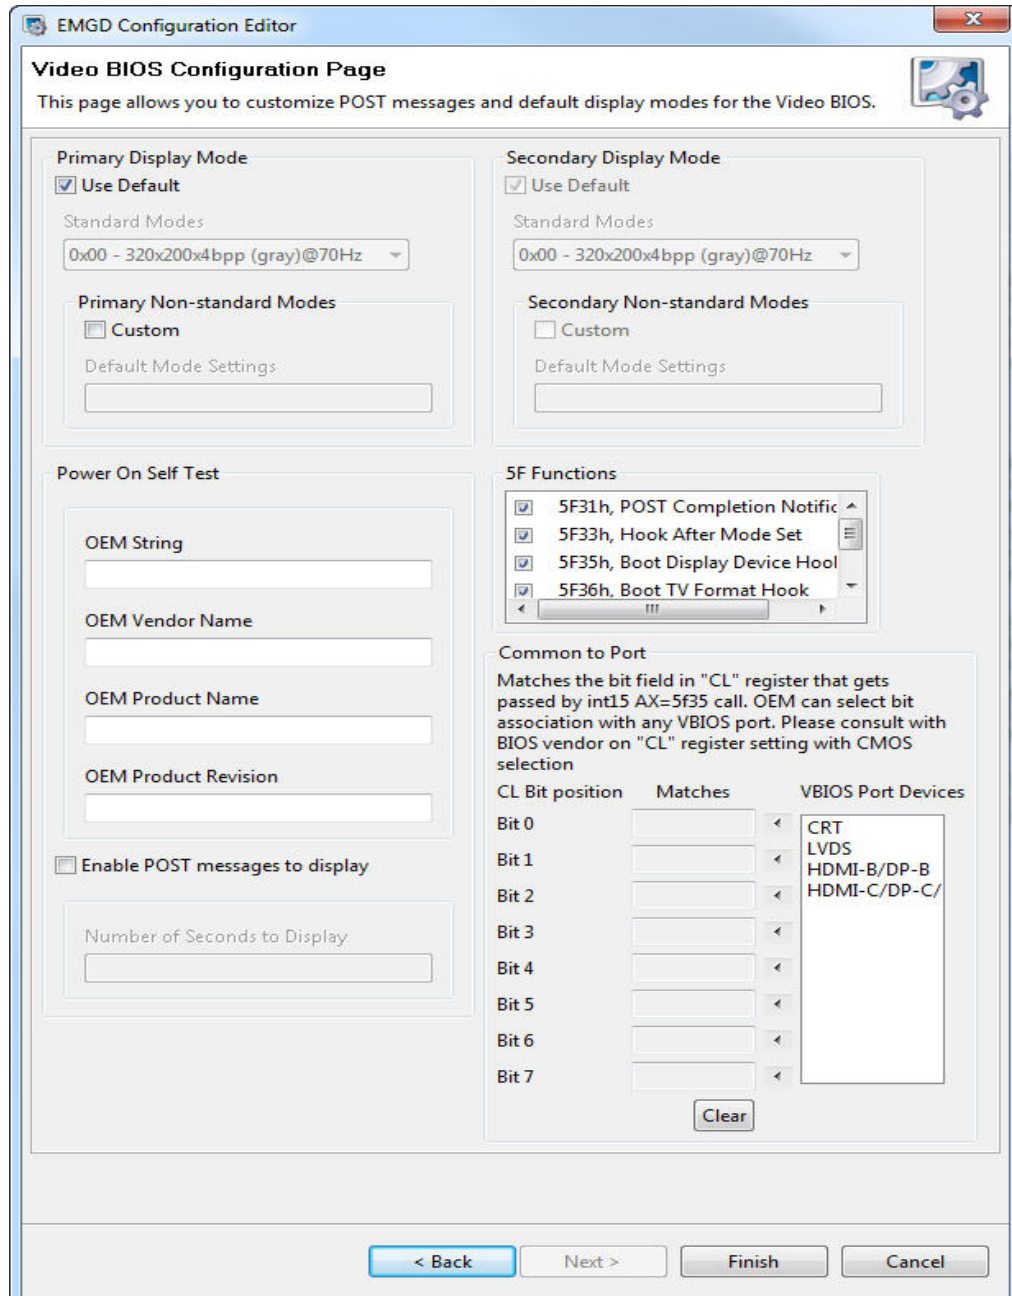 EMGD Configuration Editor
Video BIOS Configuration Page
This page allows you to customize POST messages and default display modes for the Video BIOS.
Primary Display Mode
Use Default
Standard Modes
0x00 - 320x200x4bpp (gray)@70Hz
Primary Non-standard Modes
Custom
Default Mode Settings
Secondary Display Mode
Use Default
Standard Modes
0x00 - 320x200x4bpp (gray)@70Hz
Secondary Non-standard Modes
Custom
Default Mode Settings
Power On Self Test
OEM String
OEM Vendor Name
OEM Product Name
OEM Product Revision
Enable POST messages to display
Number of Seconds to Display
5F Functions
5F31h, POST Completion Notific
5F33h, Hook After Mode Set
5F35h, Boot Display Device Hool
5F36h, Boot TV Format Hook
Common to Port
Matches the bit field in "CL" register that gets
passed by int15 AX=5f35 call. OEM can select bit
association with any VBIOS port. Please consult with
BIOS vendor on "CL" register setting with CMOS
selection
CL Bit position Matches VBIOS Port Devices
Bit 0
Bit 1
Bit 2
Bit 3
Bit 4
Bit 5
Bit 6
Bit 7
CRT
LVDS
HDMI-B/DP-B
HDMI-C/DP-C/
Clear
< Back Next > Finish Cancel